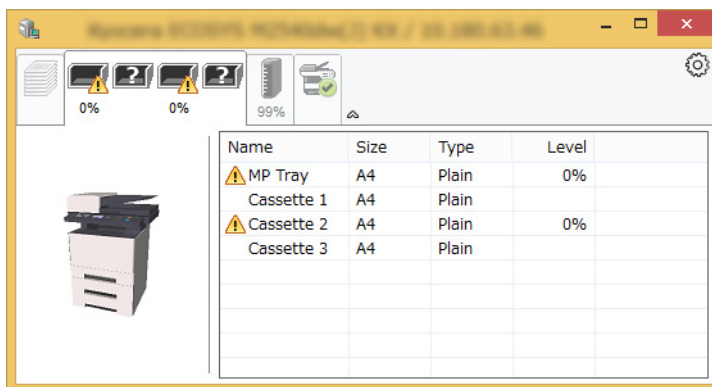 0% 0% 99%
Name Size Type Level
MP Tray A4 Plain 0%
Cassette 1 A4 Plain
Cassette 2 A4 Plain 0%
Cassette 3 A4 Plain